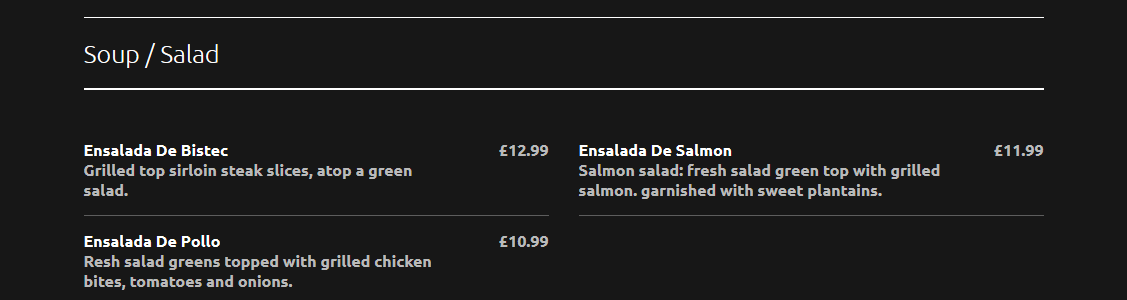 Soup / Salad
Ensalada De Bistec £12.99
Grilled top sirloin steak slices, atop a green
salad.
Ensalada De Salmon £11.99
Salmon salad: fresh salad green top with grilled
salmon. garnished with sweet plantains.
Ensalada De Pollo £10.99
Resh salad greens topped with grilled chicken
bites, tomatoes and onions.